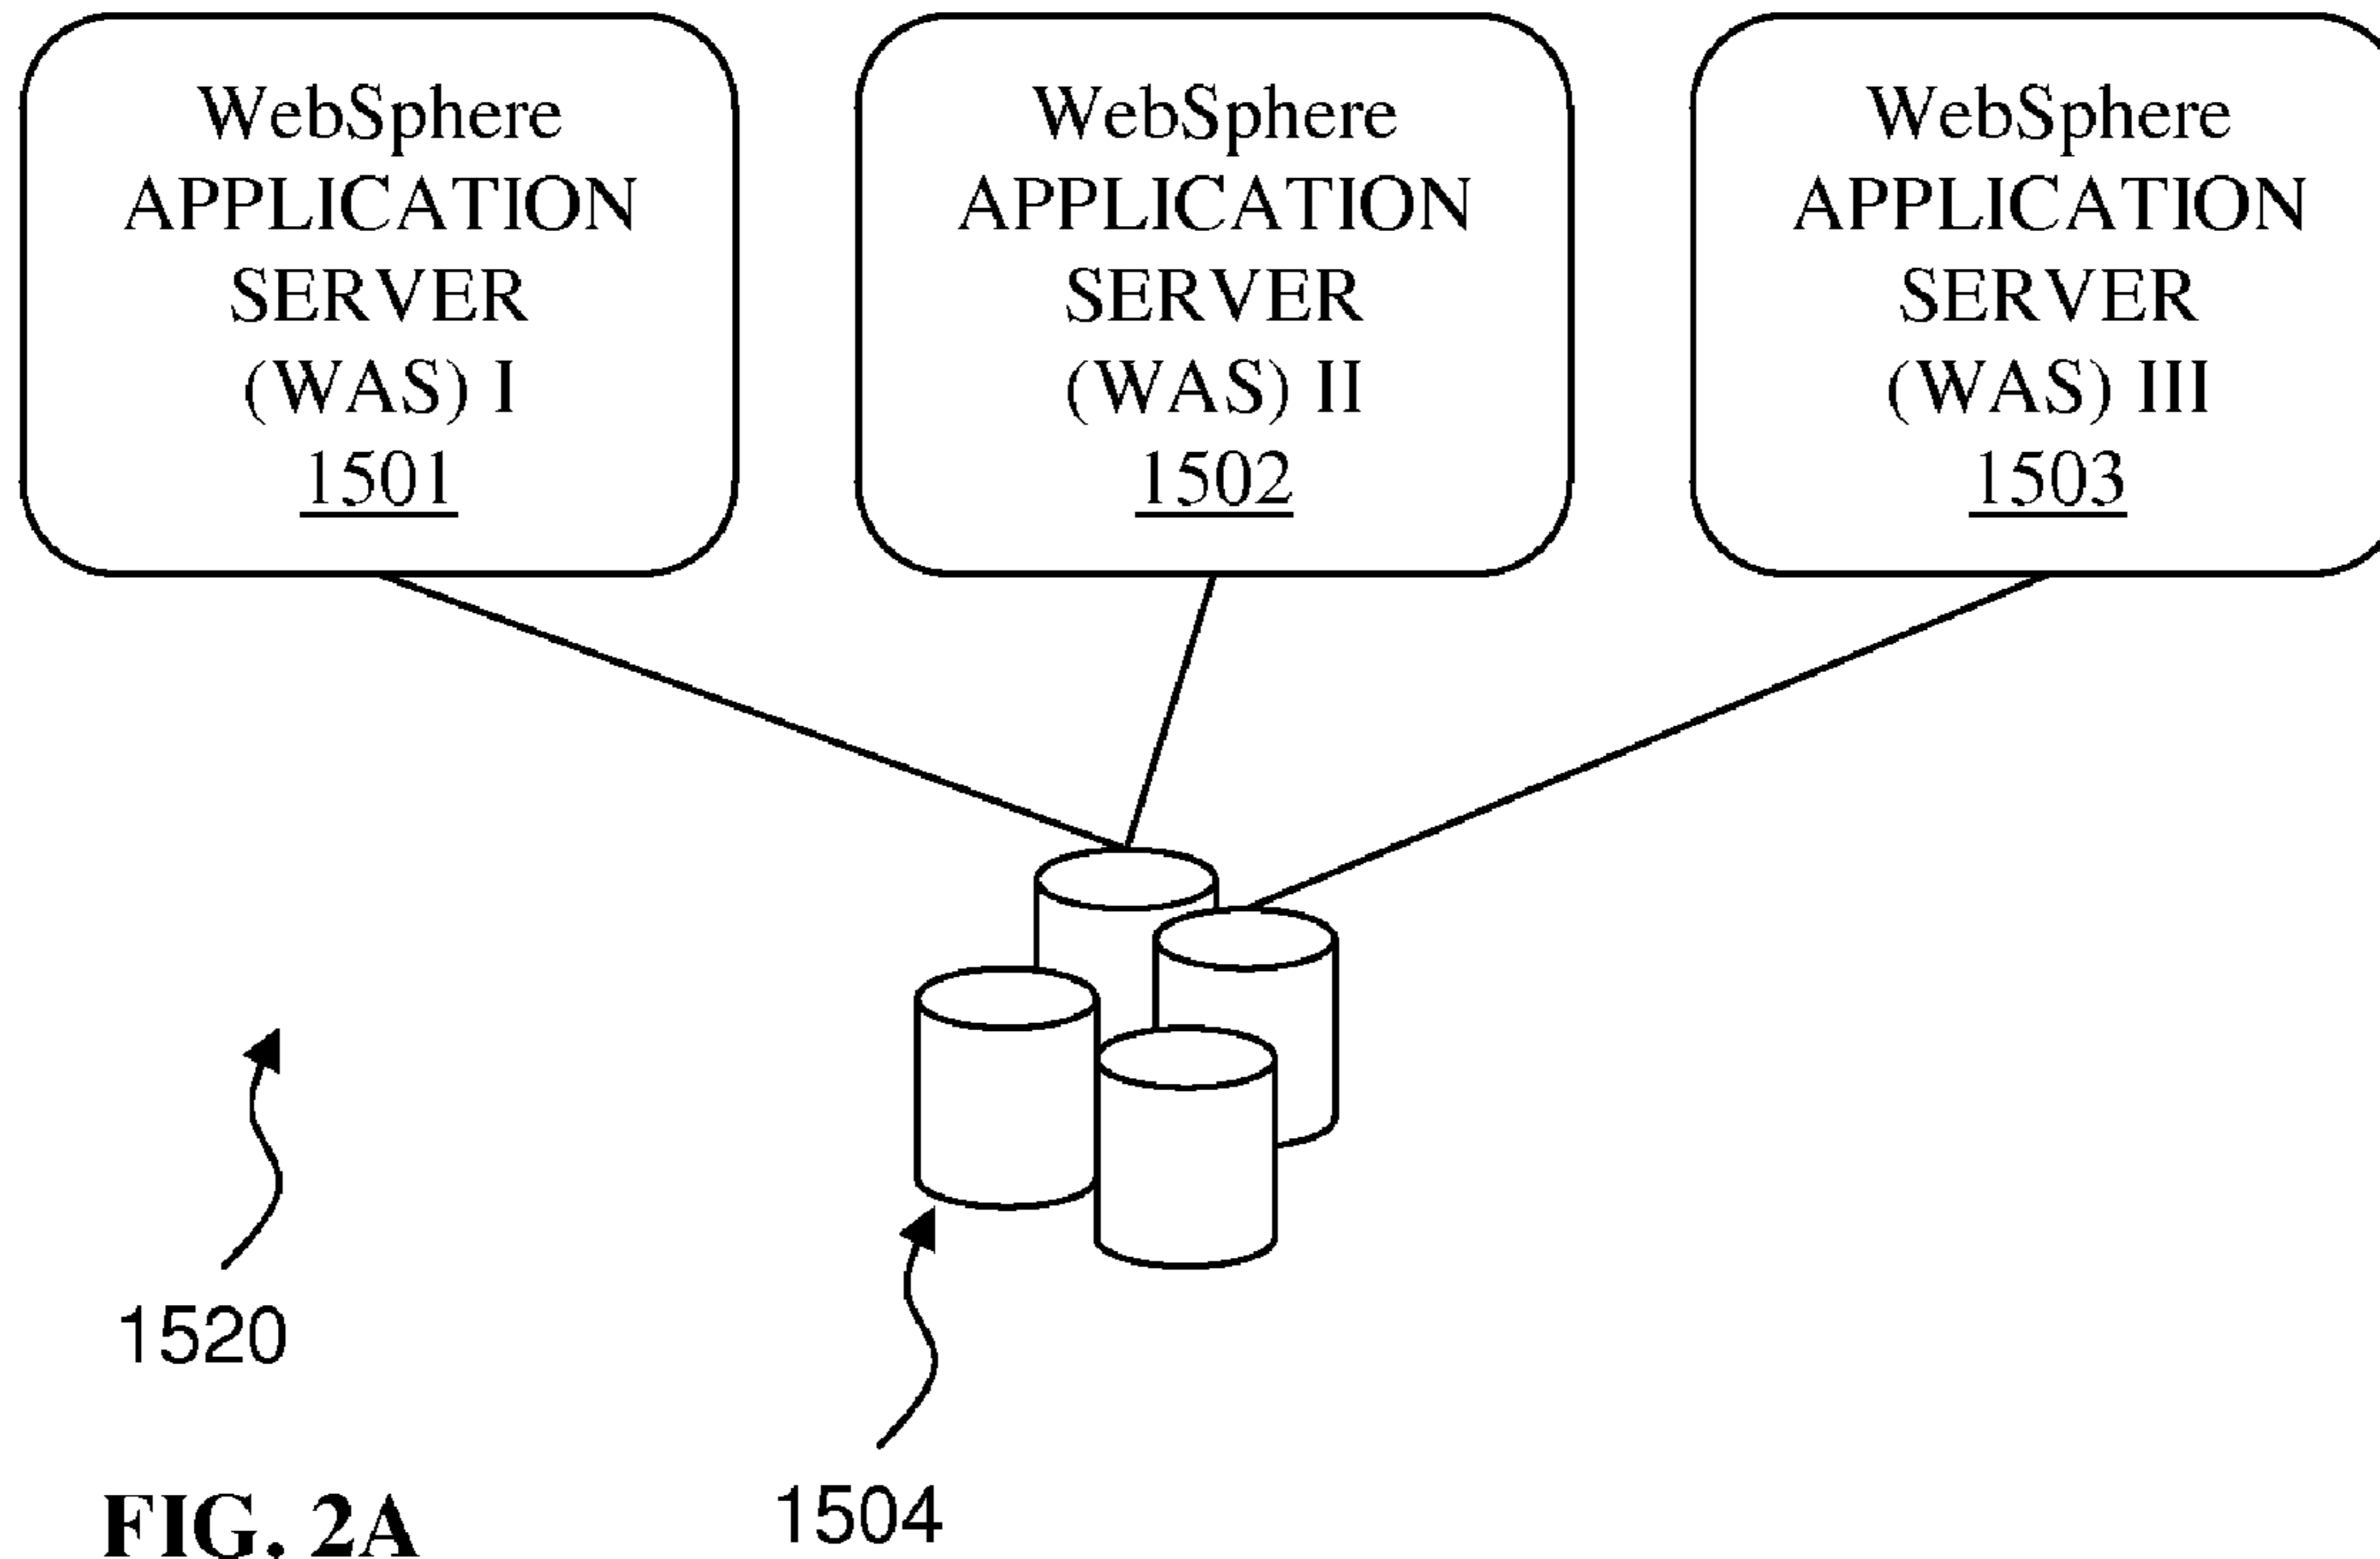 WebSphere
APPLICATION
SERVER
(WAS) I
1501
WebSphere
APPLICATION
SERVER
(WAS) II
1502
WebSphere
APPLICATION
SERVER
(WAS) III
1503
1520
1504
FIG. 2A